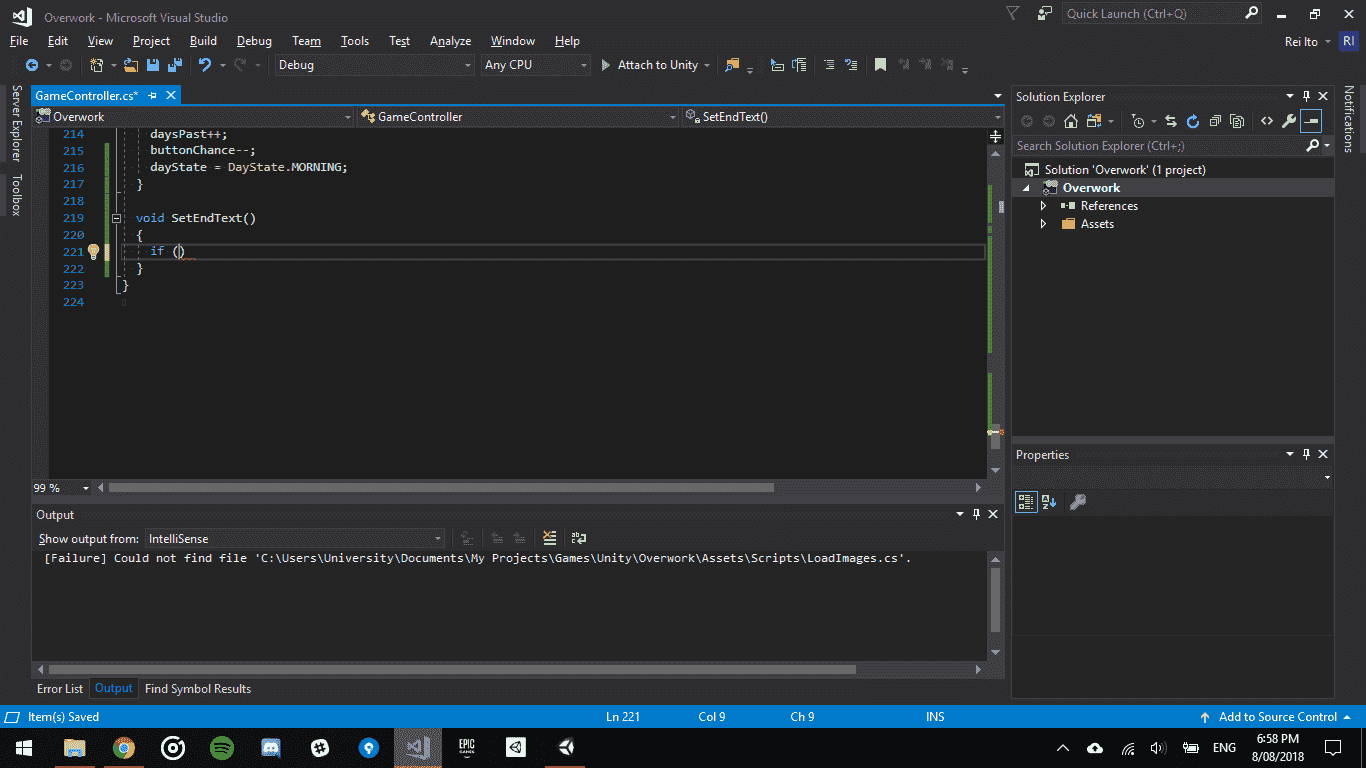 Overwork - Microsoft Visual Studio
Quick Launch (Ctrl+Q)
File Edit View Project Build Debug Team Tools Test Analyze Window Help
Rei Ito RI
Debug Any CPU Attach to Unity
Server Explorer
Toolbox
GameController.cs*
Overwork GameController SetEndText()
214 daysPast++;
215 buttonChance--;
216 dayState = DayState.MORNING;
217 }
218
219 void SetEndText()
220 {
221 if ()
222 }
223 }
224
99 %
Output
Show output from: IntelliSense
[Failure] Could not find file 'C:\Users\University\Documents\My Projects\Games\Unity\Overwork\Assets\Scripts\LoadImages.cs'.
Error List Output Find Symbol Results
Solution Explorer
Search Solution Explorer (Ctrl+;)
Solution 'Overwork' (1 project)
Overwork
References
Assets
Properties
Notifications
Item(s) Saved Ln 221 Col 9 Ch 9 INS Add to Source Control
EPIC GAMES
ENG
6:58 PM
8/08/2018